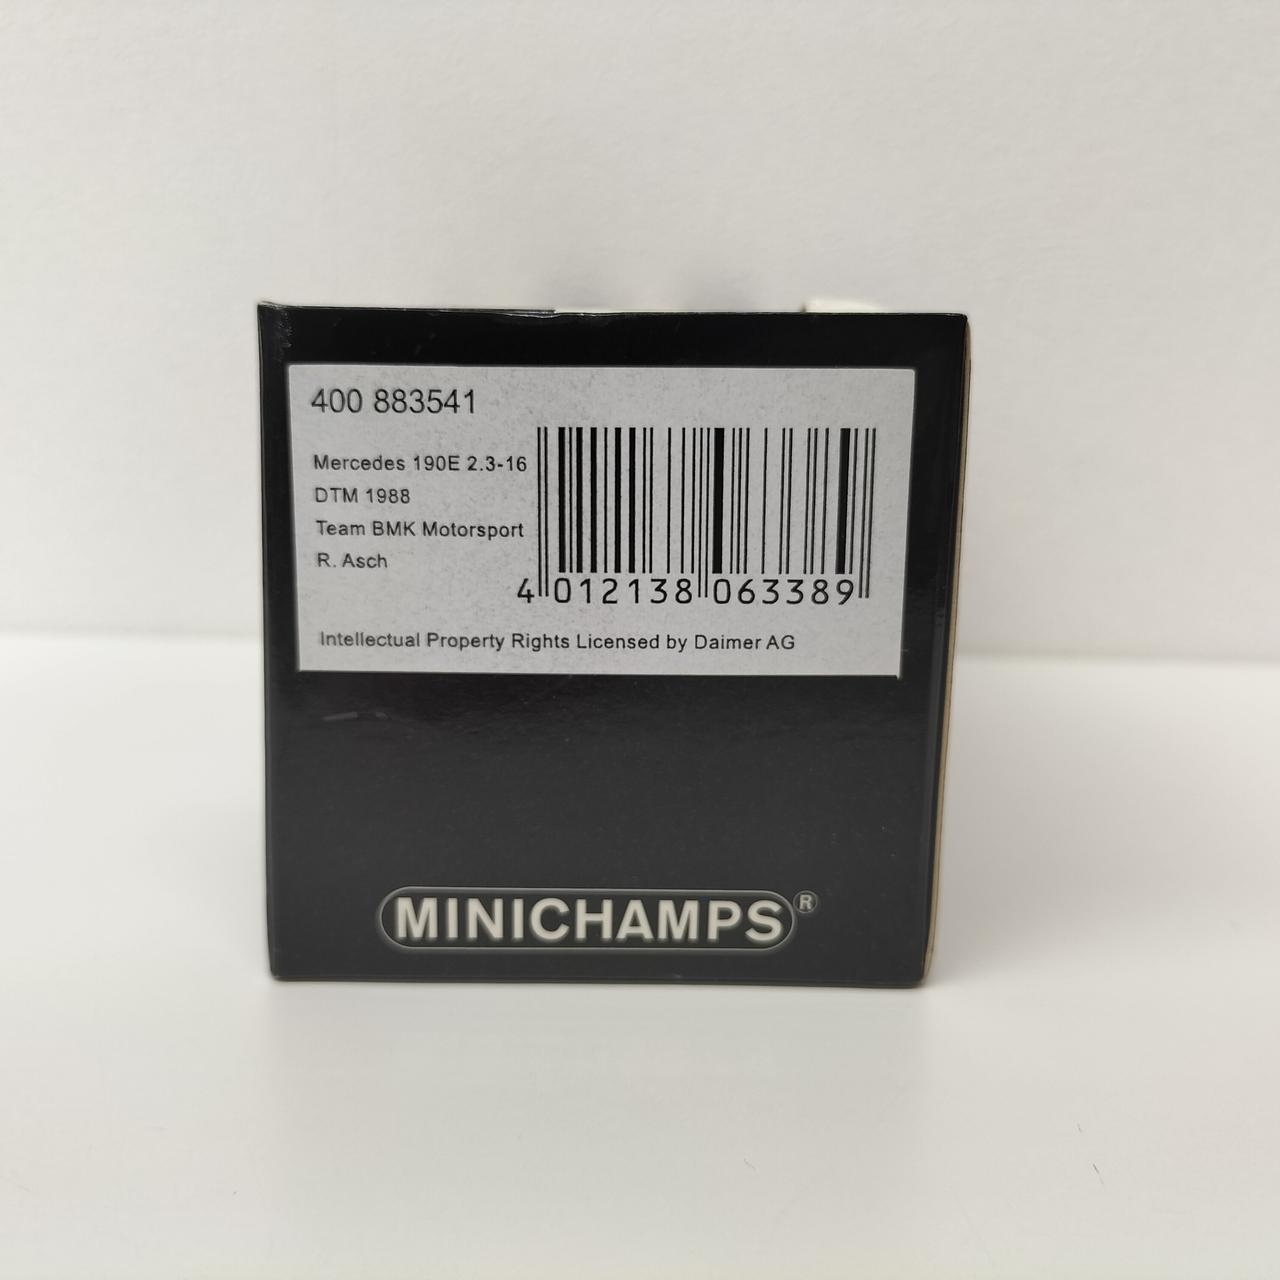 400 883541
Mercedes 190E 2.3-16
DTM 1988
Team BMK Motorsport
R. Asch
4 012138 063389
Intellectual Property Rights Licensed by Daimer AG
MINICHAMPS®